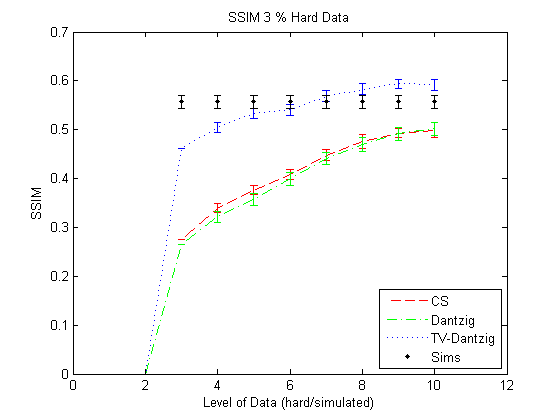 SSIM 3 % Hard Data
0.7
0.6
0.5
0.4
0.3
0.2
0.1
0
SSIM
0 2 4 6 8 10 12
Level of Data (hard/simulated)
CS
Dantzig
TV-Dantzig
Sims